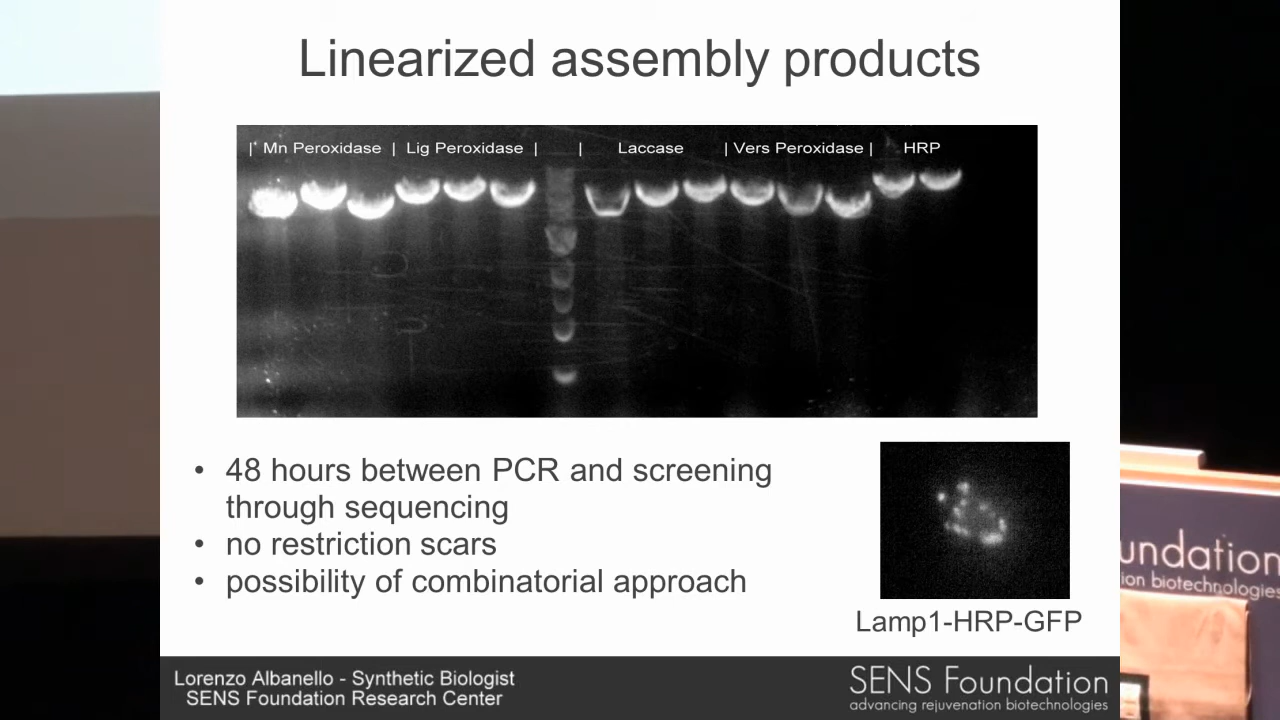 Linearized assembly products
|* Mn Peroxidase | Lig Peroxidase | | Laccase | Vers Peroxidase | HRP
• 48 hours between PCR and screening
through sequencing
• no restriction scars
• possibility of combinatorial approach
Lamp1-HRP-GFP
Lorenzo Albanello - Synthetic Biologist
SENS Foundation Research Center
SENS Foundation
advancing rejuvenation biotechnologies
undation
ion biotechnologies